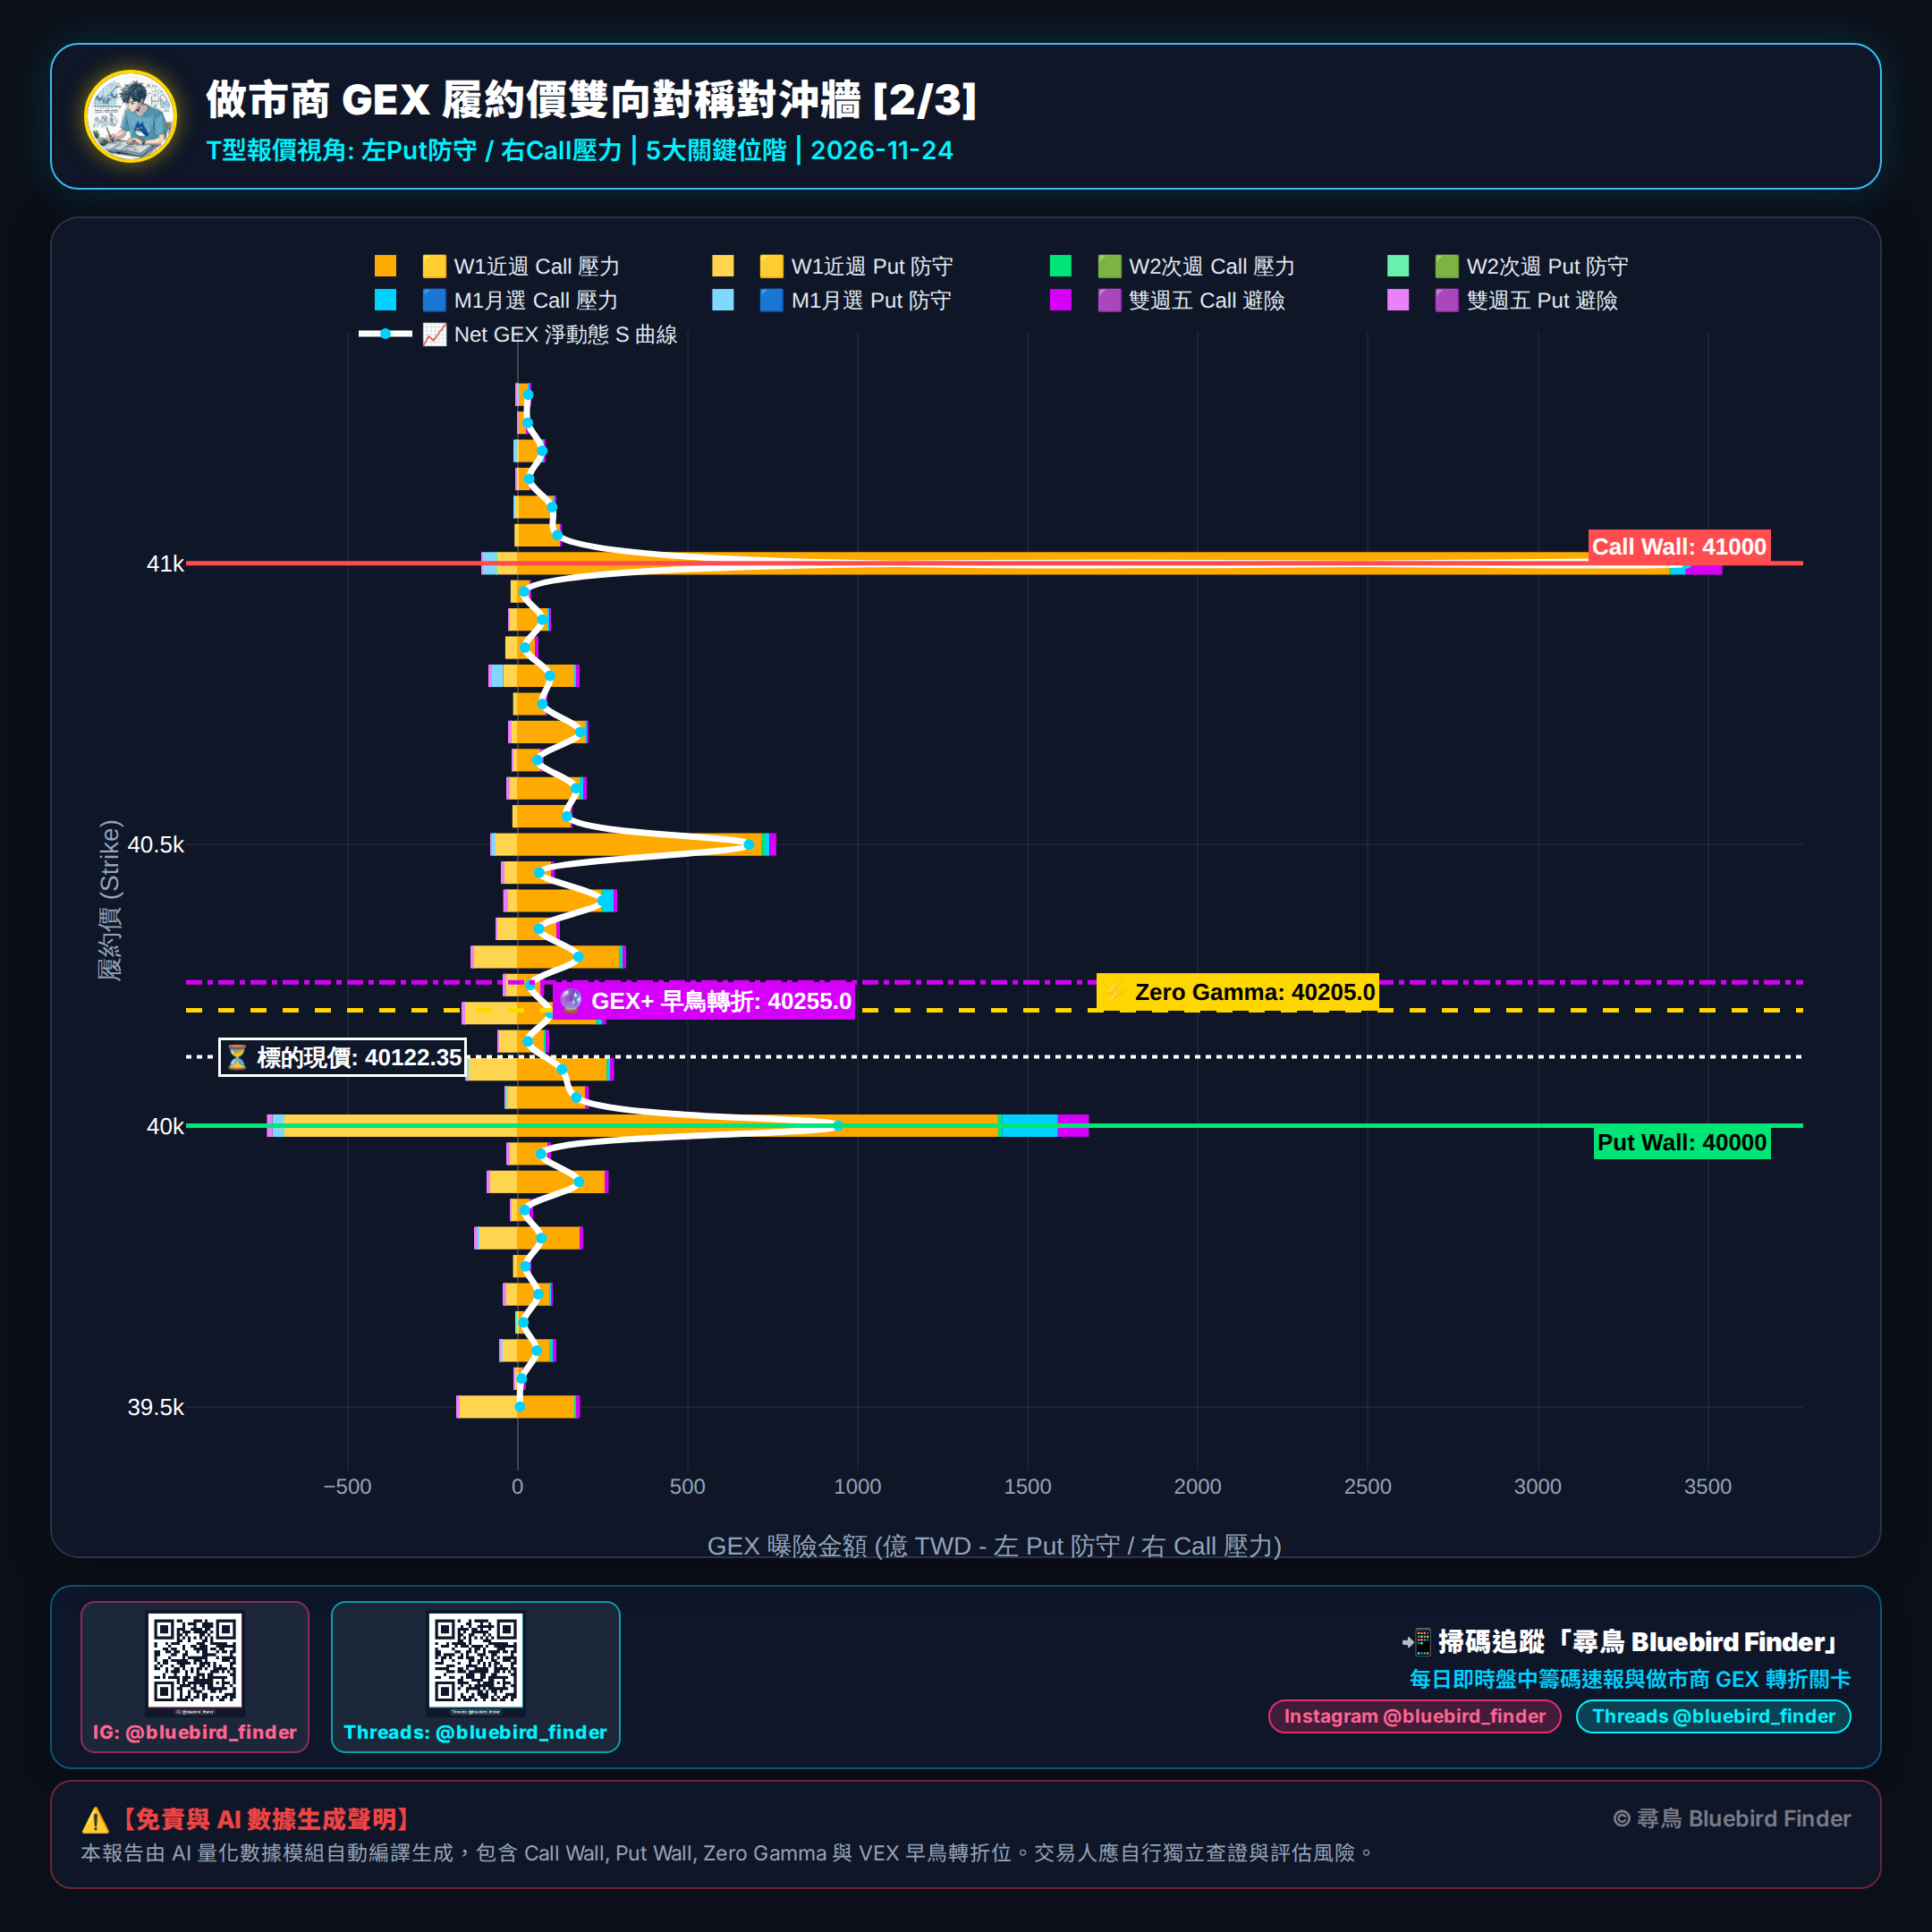 做市商 GEX 履約價雙向對稱對沖牆 [2/3]
T型報價視角: 左Put防守 / 右Call壓力 | 5大關鍵位階 | 2026-11-24
🟨 W1近週 Call 壓力
🟨 W1近週 Put 防守
🟩 W2次週 Call 壓力
🟩 W2次週 Put 防守
🟦 M1月選 Call 壓力
🟦 M1月選 Put 防守
🟪 雙週五 Call 避險
🟪 雙週五 Put 避險
📈 Net GEX 淨動態 S 曲線
Call Wall: 41000
41k
40.5k
履約價 (Strike)
🔮 GEX+ 早鳥轉折: 40255.0
⚡ Zero Gamma: 40205.0
⏳ 標的現價: 40122.35
40k
Put Wall: 40000
39.5k
−500
0
500
1000
1500
2000
2500
3000
3500
GEX 曝險金額 (億 TWD - 左 Put 防守 / 右 Call 壓力)
IG: @bluebird_finder
IG: @bluebird_finder
Threads: @bluebird_finder
Threads: @bluebird_finder
📲 掃碼追蹤「尋鳥 Bluebird Finder」
每日即時盤中籌碼速報與做市商 GEX 轉折關卡
Instagram @bluebird_finder
Threads @bluebird_finder
⚠️【免責與 AI 數據生成聲明】
© 尋鳥 Bluebird Finder
本報告由 AI 量化數據模組自動編譯生成，包含 Call Wall, Put Wall, Zero Gamma 與 VEX 早鳥轉折位。交易人應自行獨立查證與評估風險。